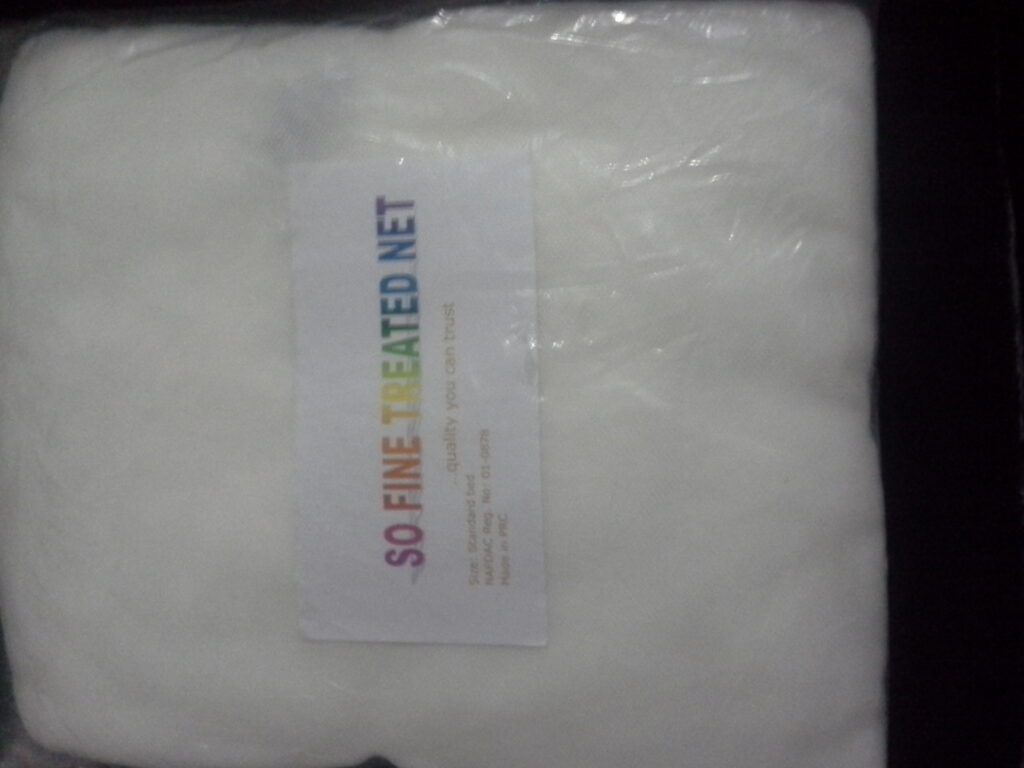 SO FINE TREATED NET
...quality you can trust
Size: Standard bed
NAFDAC Reg. No: 01-0878
Made in PRC